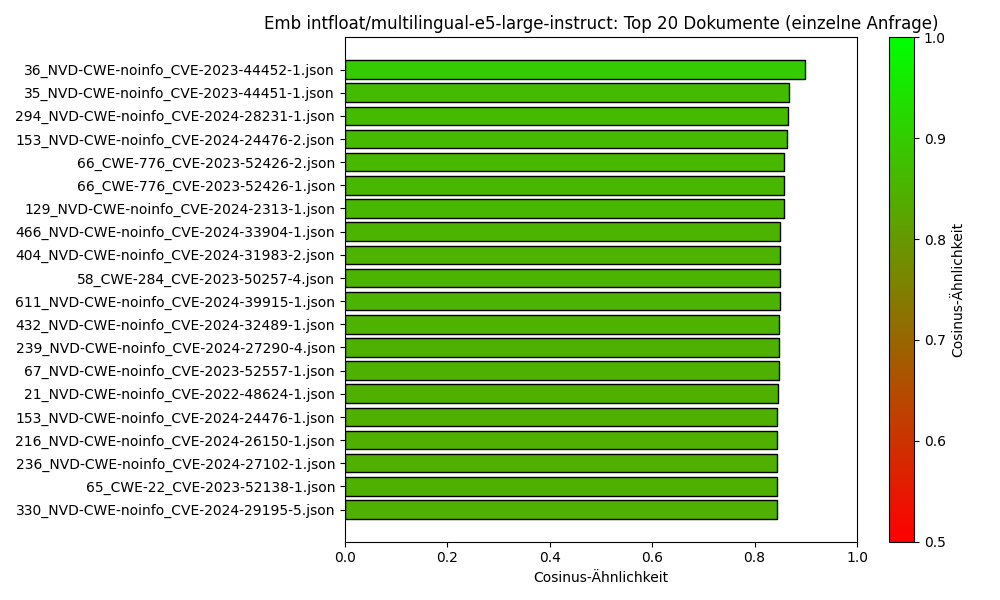 Emb intfloat/multilingual-e5-large-instruct: Top 20 Dokumente (einzelne Anfrage)
36_NVD-CWE-noinfo_CVE-2023-44452-1.json
35_NVD-CWE-noinfo_CVE-2023-44451-1.json
294_NVD-CWE-noinfo_CVE-2024-28231-1.json
153_NVD-CWE-noinfo_CVE-2024-24476-2.json
66_CWE-776_CVE-2023-52426-2.json
66_CWE-776_CVE-2023-52426-1.json
129_NVD-CWE-noinfo_CVE-2024-2313-1.json
466_NVD-CWE-noinfo_CVE-2024-33904-1.json
404_NVD-CWE-noinfo_CVE-2024-31983-2.json
58_CWE-284_CVE-2023-50257-4.json
611_NVD-CWE-noinfo_CVE-2024-39915-1.json
432_NVD-CWE-noinfo_CVE-2024-32489-1.json
239_NVD-CWE-noinfo_CVE-2024-27290-4.json
67_NVD-CWE-noinfo_CVE-2023-52557-1.json
21_NVD-CWE-noinfo_CVE-2022-48624-1.json
153_NVD-CWE-noinfo_CVE-2024-24476-1.json
216_NVD-CWE-noinfo_CVE-2024-26150-1.json
236_NVD-CWE-noinfo_CVE-2024-27102-1.json
65_CWE-22_CVE-2023-52138-1.json
330_NVD-CWE-noinfo_CVE-2024-29195-5.json
0.0 0.2 0.4 0.6 0.8 1.0
Cosinus-Ähnlichkeit
1.0
0.9
0.8
0.7
0.6
0.5
Cosinus-Ähnlichkeit